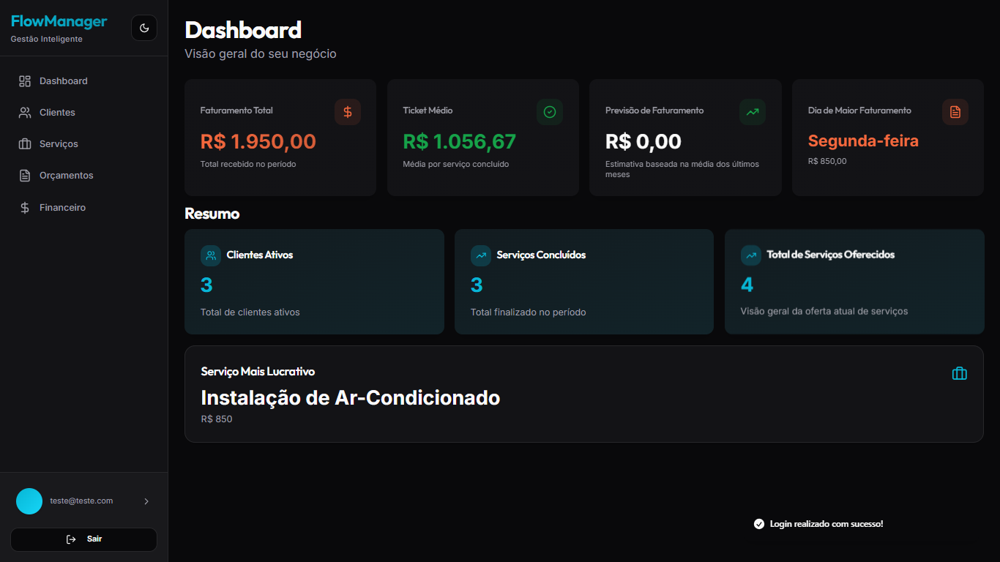 FlowManager
Gestão Inteligente
Dashboard
Clientes
Serviços
Orçamentos
Financeiro
teste@teste.com
Sair
Dashboard
Visão geral do seu negócio
Faturamento Total
R$ 1.950,00
Total recebido no período
Ticket Médio
R$ 1.056,67
Média por serviço concluído
Previsão de Faturamento
R$ 0,00
Estimativa baseada na média dos últimos
meses
Dia de Maior Faturamento
Segunda-feira
R$ 850,00
Resumo
Clientes Ativos
3
Total de clientes ativos
Serviços Concluídos
3
Total finalizado no período
Total de Serviços Oferecidos
4
Visão geral da oferta atual de serviços
Serviço Mais Lucrativo
Instalação de Ar-Condicionado
R$ 850
Login realizado com sucesso!